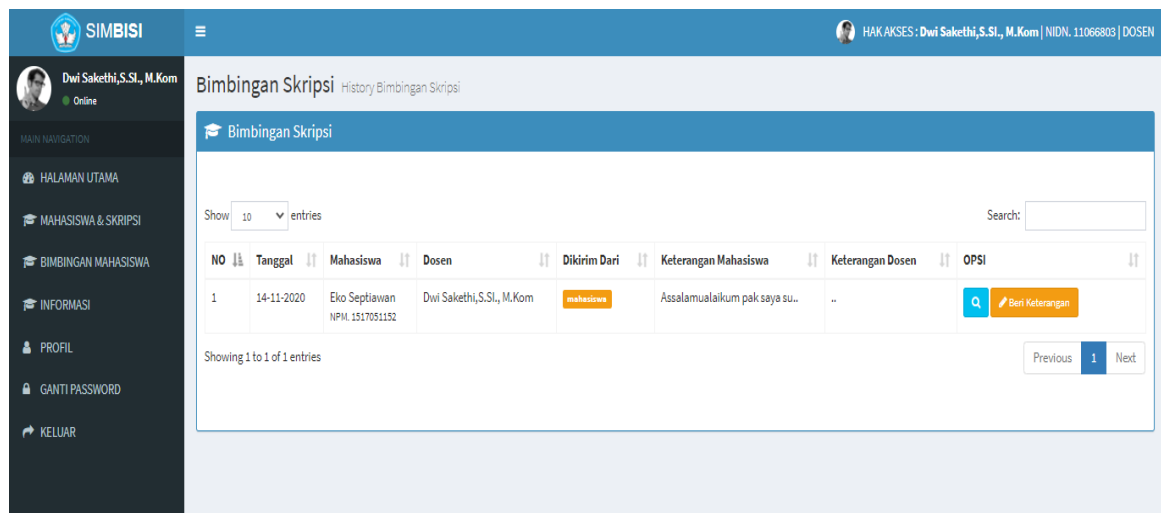 SIMBISI
HAK AKSES : Dwi Sakethi,S.SI., M.Kom | NIDN. 11066803 | DOSEN
Dwi Sakethi,S.SI., M.Kom
Online
MAIN NAVIGATION
HALAMAN UTAMA
MAHASISWA & SKRIPSI
BIMBINGAN MAHASISWA
INFORMASI
PROFIL
GANTI PASSWORD
KELUAR
Bimbingan Skripsi History Bimbingan Skripsi
Bimbingan Skripsi
Show 10 entries
Search:
NO Tanggal Mahasiswa Dosen Dikirim Dari Keterangan Mahasiswa Keterangan Dosen OPSI
1 14-11-2020 Eko Septiawan Dwi Sakethi,S.SI., M.Kom mahasiswa Assalamualaikum pak saya su.. .. Beri Keterangan
NPM. 1517051152
Showing 1 to 1 of 1 entries
Previous 1 Next